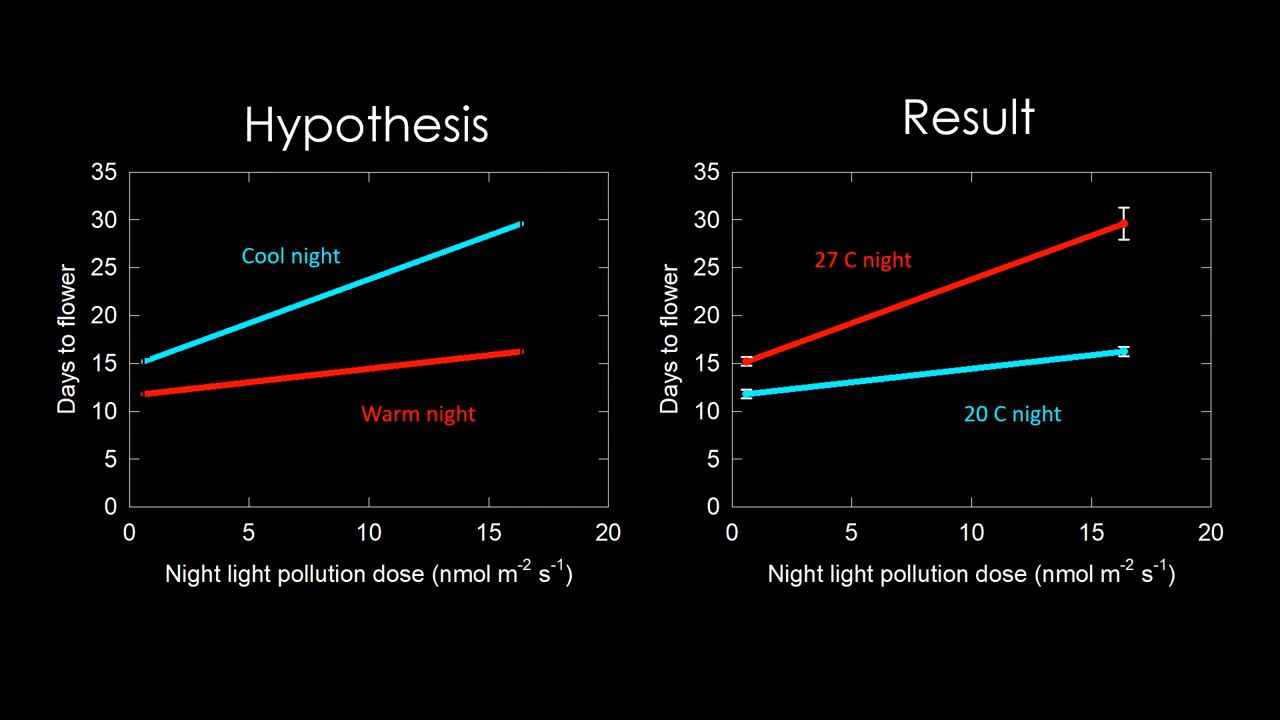 Hypothesis
35
30
25
20
15
10
5
0
Days to flower
Cool night
Warm night
0 5 10 15 20
Night light pollution dose (nmol m⁻² s⁻¹)
Result
35
30
25
20
15
10
5
0
Days to flower
27 C night
20 C night
0 5 10 15 20
Night light pollution dose (nmol m⁻² s⁻¹)